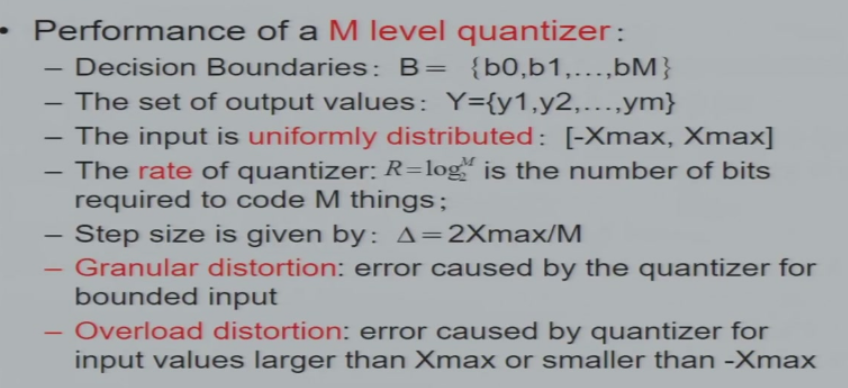 • Performance of a M level quantizer:
– Decision Boundaries: B= {b0,b1,...,bM}
– The set of output values: Y={y1,y2,...,ym}
– The input is uniformly distributed: [-Xmax, Xmax]
– The rate of quantizer: R=log₂ᴹ is the number of bits
required to code M things;
– Step size is given by: Δ=2Xmax/M
– Granular distortion: error caused by the quantizer for
bounded input
– Overload distortion: error caused by quantizer for
input values larger than Xmax or smaller than -Xmax